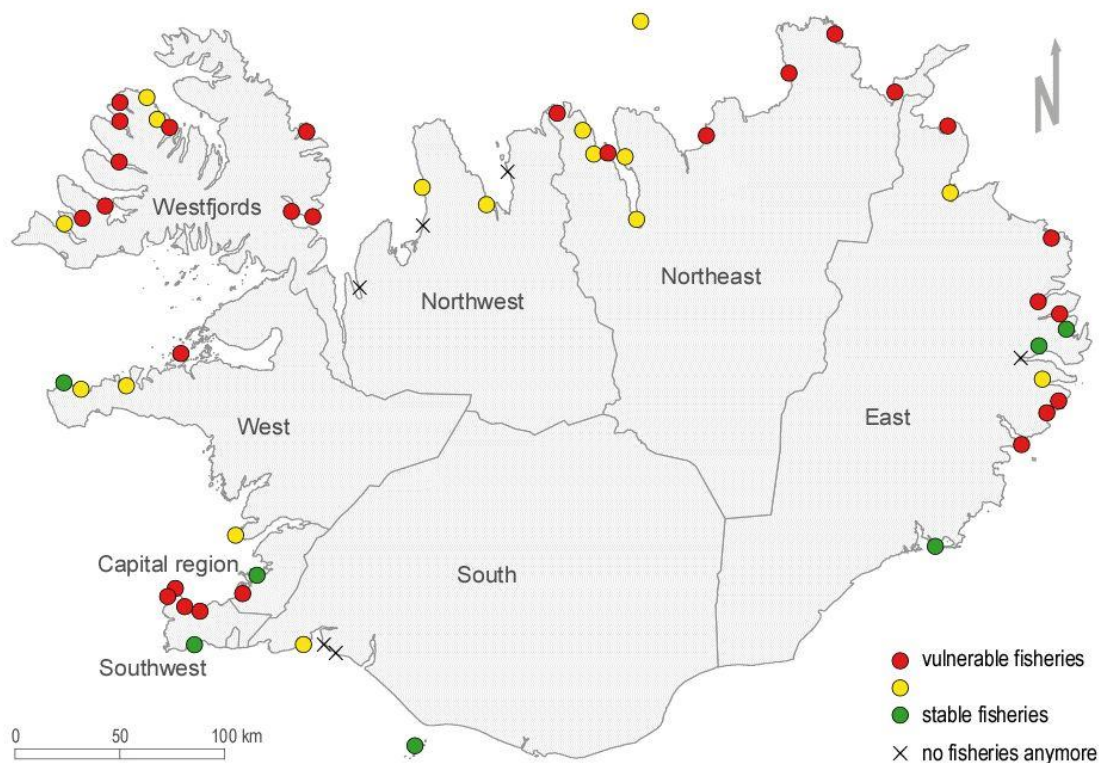 N
Westfjords
Northeast
Northwest
East
West
Capital region
South
Southwest
vulnerable fisheries
stable fisheries
0 50 100 km
no fisheries anymore